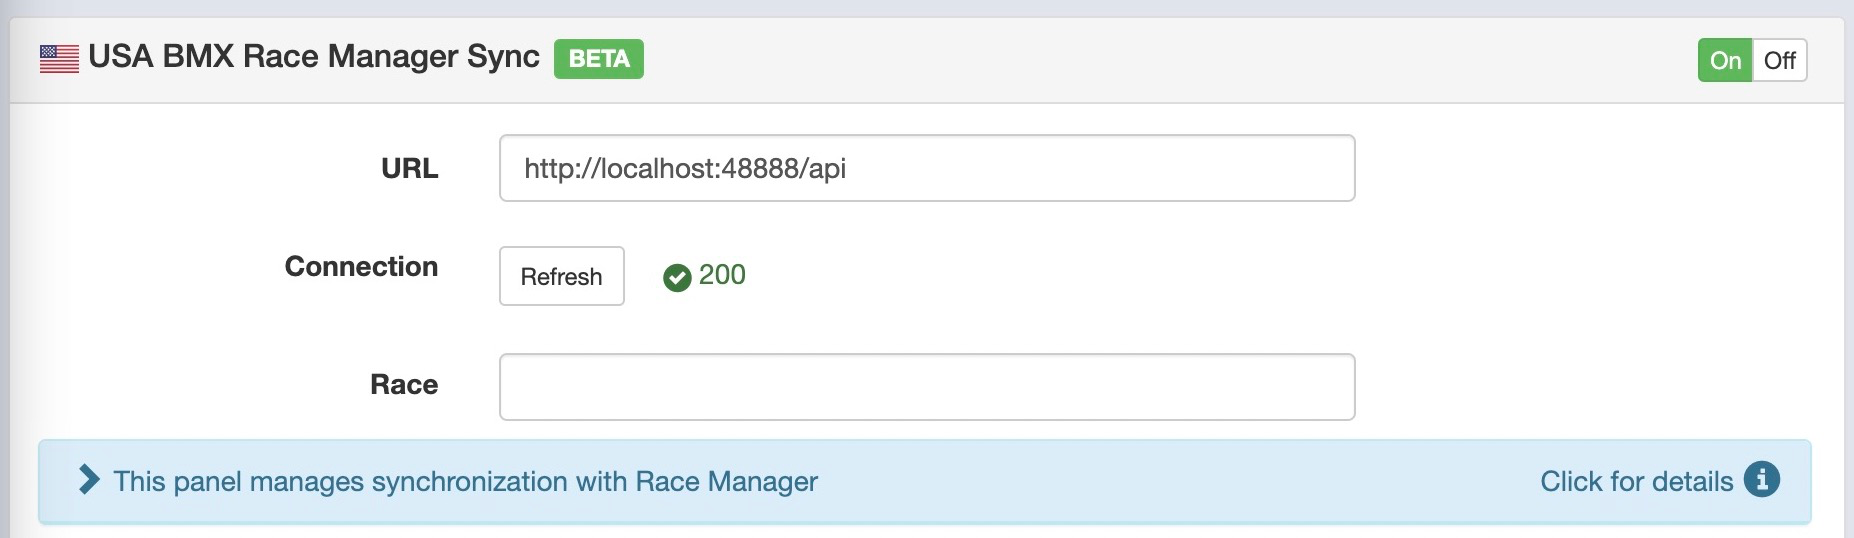 USA BMX Race Manager Sync BETA On Off
URL http://localhost:48888/api
Connection Refresh 200
Race
This panel manages synchronization with Race Manager Click for details